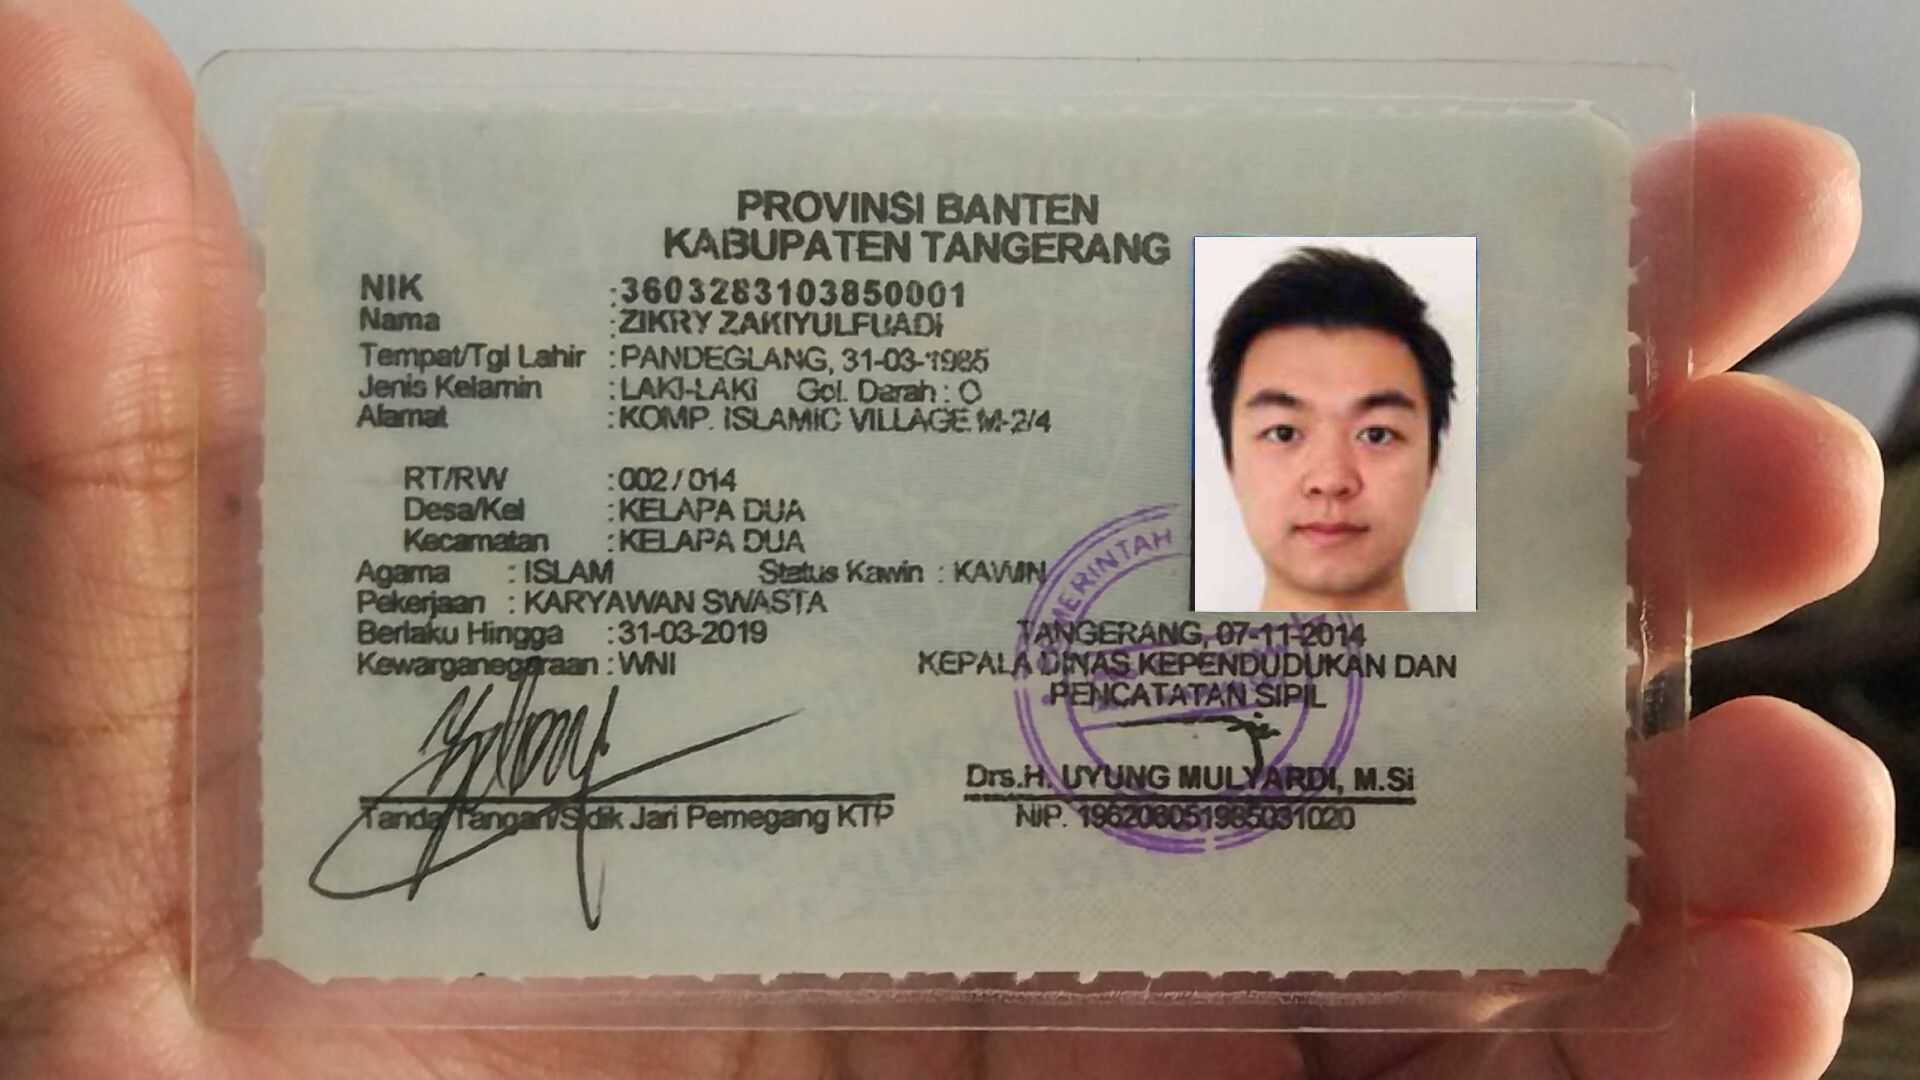 PROVINSI BANTEN
KABUPATEN TANGERANG
NIK :3603283103850001
Nama :ZIKRY ZAKIYULFUADI
Tempat/Tgl Lahir :PANDEGLANG, 31-03-1985
Jenis Kelamin :LAKI-LAKI Gol. Darah : O
Alamat :KOMP. ISLAMIC VILLAGE M-2/4
RT/RW :002 / 014
Desa/Kel :KELAPA DUA
Kecamatan :KELAPA DUA
Agama : ISLAM Status Kawin : KAWIN
Pekerjaan : KARYAWAN SWASTA
Berlaku Hingga :31-03-2019
Kewarganegaraan :WNI
MERINTAH
TANGERANG, 07-11-2014
KEPALA DINAS KEPENDUDUKAN DAN
PENCATATAN SIPIL
Drs.H. UYUNG MULYARDI, M.Si
Tanda Tangan/Sidik Jari Pemegang KTP
NIP. 196206051985031020